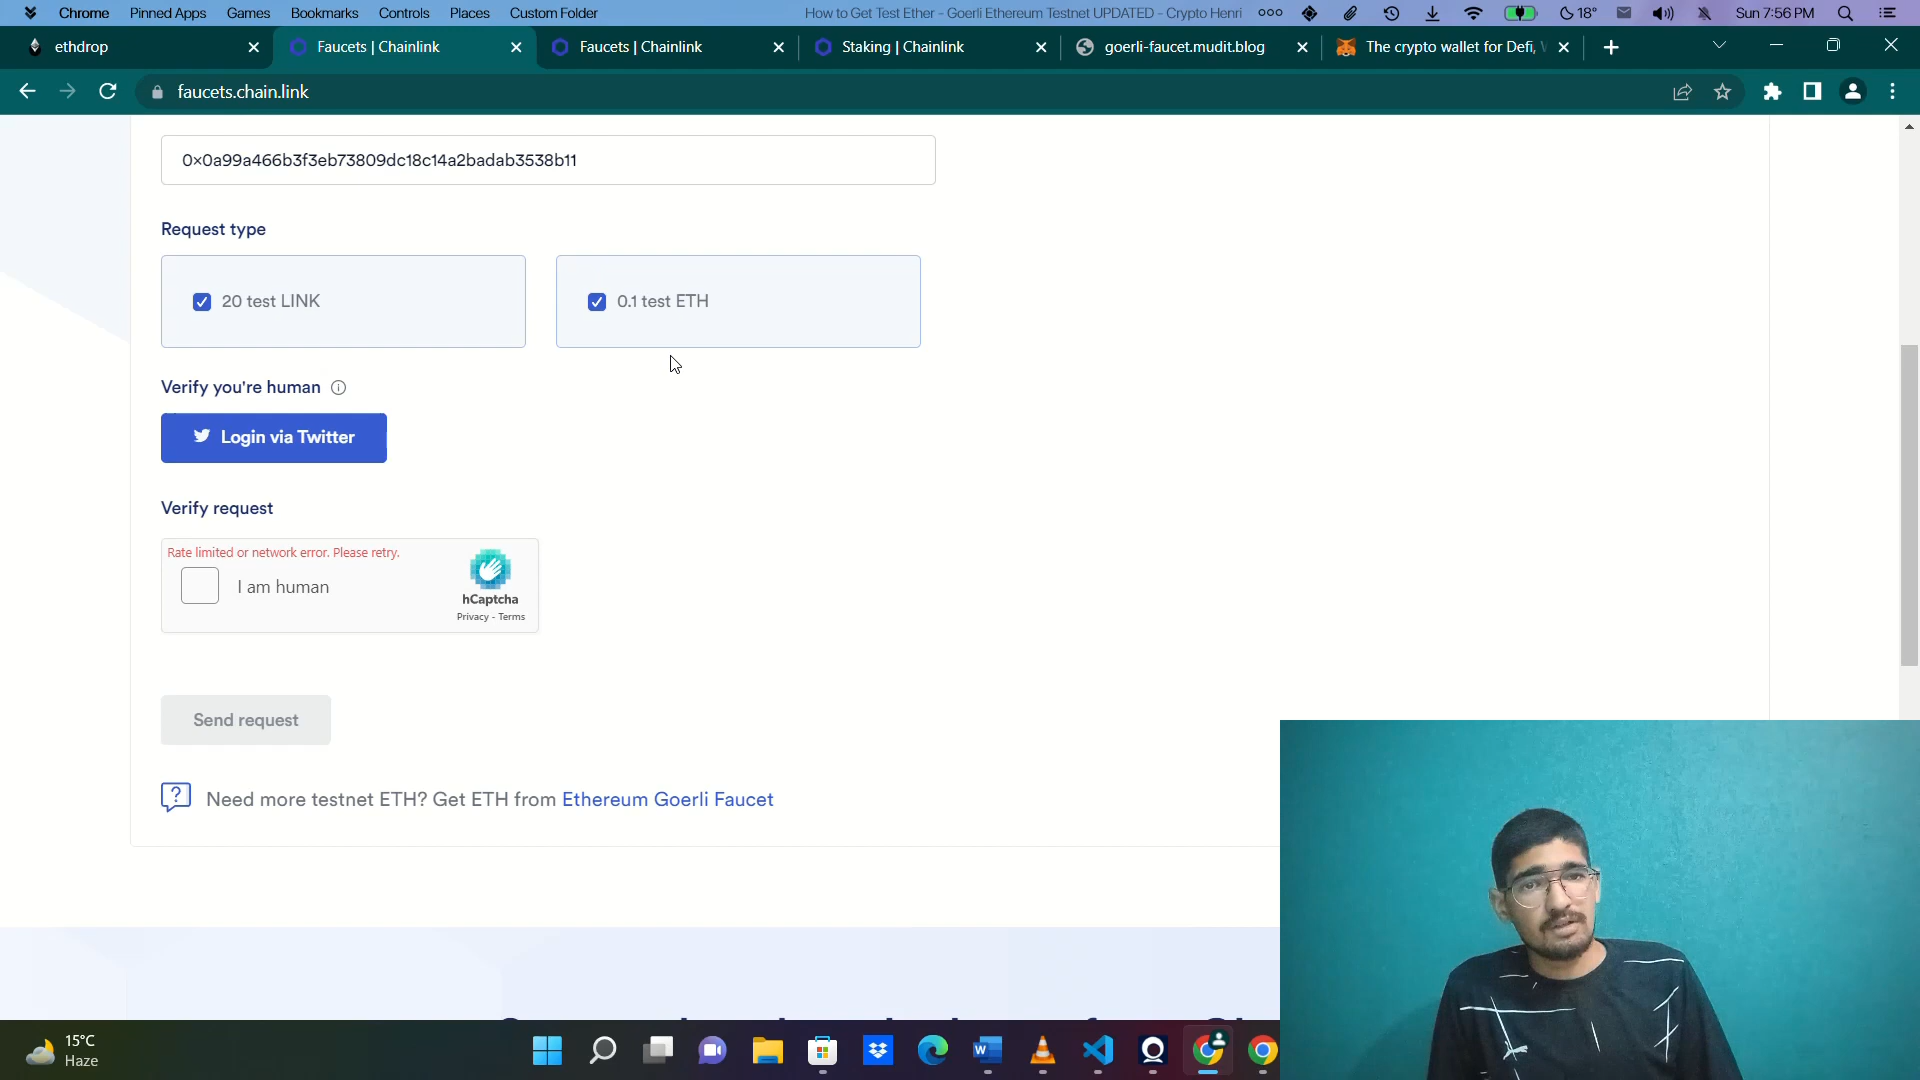 Chrome Pinned Apps Games Bookmarks Controls Places Custom Folder How to Get Test Ether - Goerli Ethereum Testnet UPDATED - Crypto Henri 18° Sun 7:56 PM
ethdrop Faucets | Chainlink Faucets | Chainlink Staking | Chainlink goerli-faucet.mudit.blog The crypto wallet for Defi,
faucets.chain.link
0x0a99a466b3f3eb73809dc18c14a2badab3538b11
Request type
20 test LINK 0.1 test ETH
Verify you're human
Login via Twitter
Verify request
Rate limited or network error. Please retry.
I am human
hCaptcha
Privacy - Terms
Send request
Need more testnet ETH? Get ETH from Ethereum Goerli Faucet
15°C
Haze